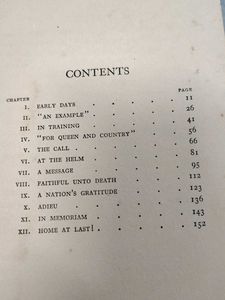 CONTENTS
CHAPTER PAGE
I. EARLY DAYS . . . . 11
II. "AN EXAMPLE" . . . . 26
III. IN TRAINING . . . . 41
IV. "FOR QUEEN AND COUNTRY" . . . 56
V. THE CALL . . . . . 66
VI. AT THE HELM . . . . 81
VII. A MESSAGE . . . . 95
VIII. FAITHFUL UNTO DEATH . . . 112
IX. A NATION'S GRATITUDE . . . 123
X. ADIEU . . . . . 136
XI. IN MEMORIAM . . . . 143
XII. HOME AT LAST! . . . . 152